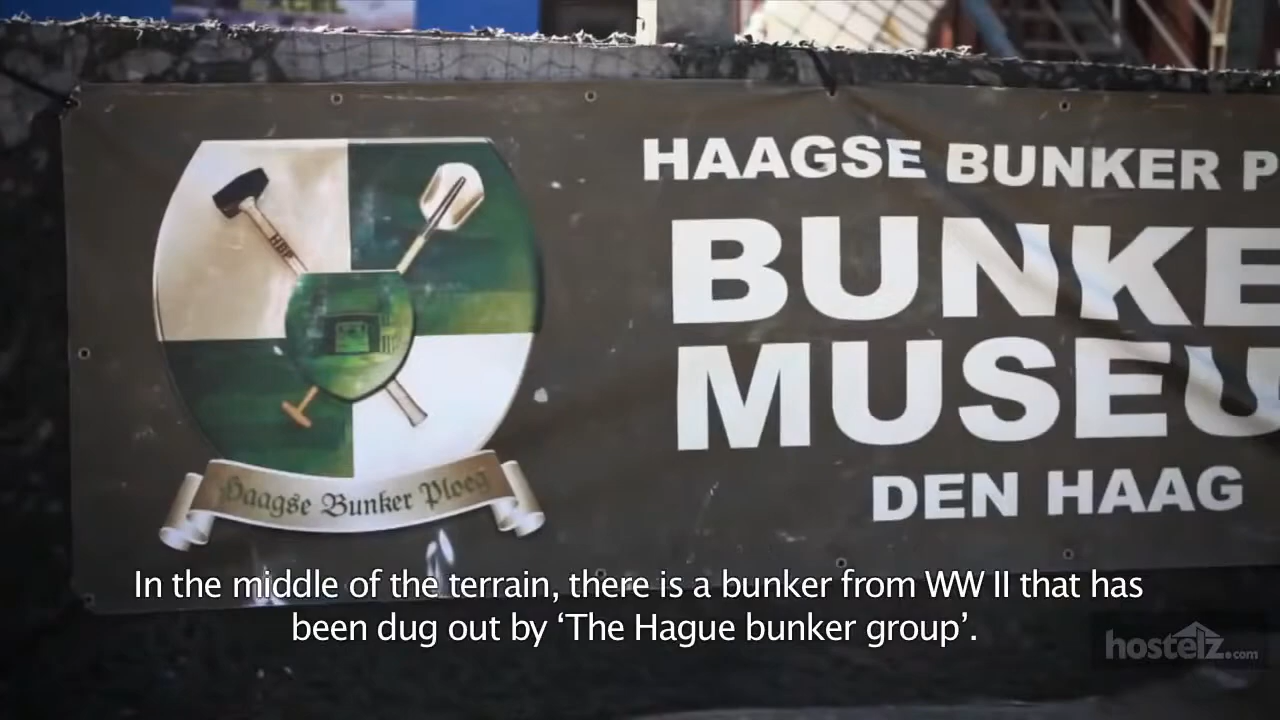 HAAGSE BUNKER P
BUNKE
MUSEU
DEN HAAG
HBP
Haagse Bunker Ploeg
In the middle of the terrain, there is a bunker from WW II that has
been dug out by ‘The Hague bunker group’.
hostelz.com